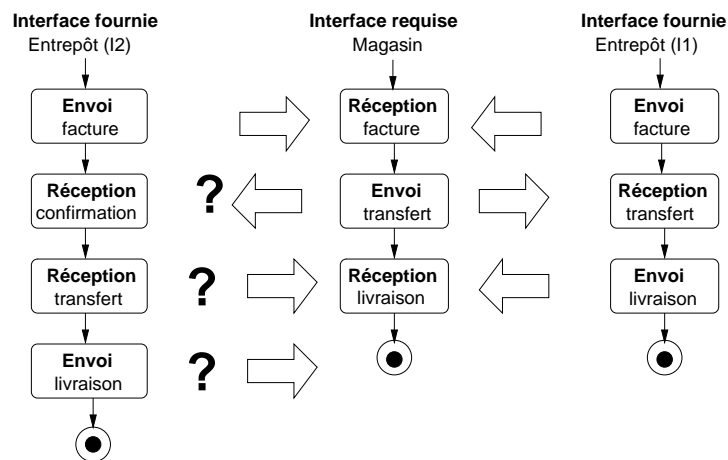 Interface fournie
Entrepôt (I2)
Envoi
facture
Réception
confirmation
Réception
transfert
Envoi
livraison
?
?
?
Interface requise
Magasin
Réception
facture
Envoi
transfert
Réception
livraison
Interface fournie
Entrepôt (I1)
Envoi
facture
Réception
transfert
Envoi
livraison